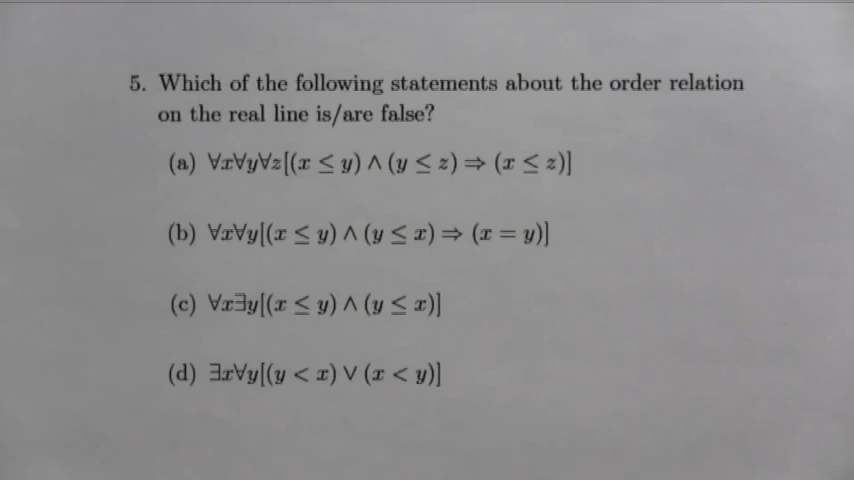 5. Which of the following statements about the order relation
on the real line is/are false?
(a) ∀x∀y∀z[(x ≤ y) ∧ (y ≤ z) ⇒ (x ≤ z)]
(b) ∀x∀y[(x ≤ y) ∧ (y ≤ x) ⇒ (x = y)]
(c) ∀x∃y[(x ≤ y) ∧ (y ≤ x)]
(d) ∃x∀y[(y < x) ∨ (x < y)]